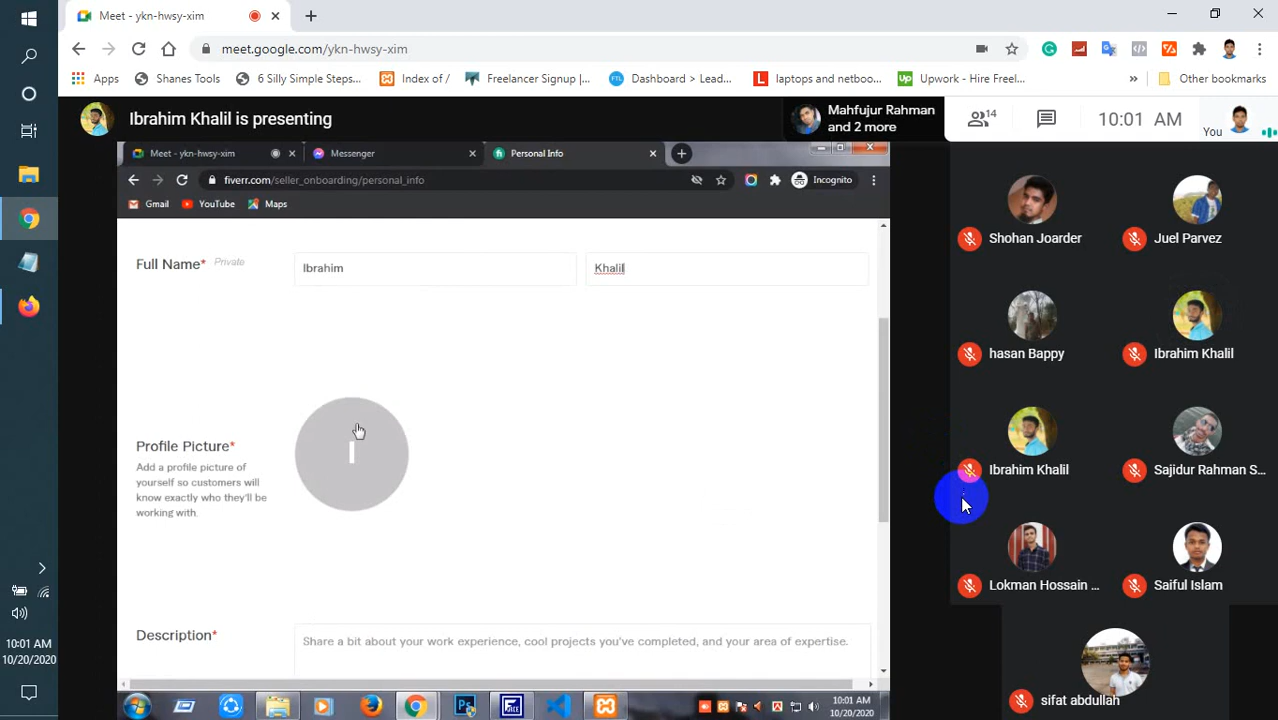 Meet - ykn-hwsy-xim
meet.google.com/ykn-hwsy-xim
Apps Shanes Tools 6 Silly Simple Steps... Index of / Freelancer Signup |... Dashboard > Lead... laptops and netboo... Upwork - Hire Freel... » Other bookmarks
Ibrahim Khalil is presenting
Mahfujur Rahman
and 2 more
14
10:01 AM
You
Meet - ykn-hwsy-xim Messenger Personal Info
fiverr.com/seller_onboarding/personal_info Incognito
Gmail YouTube Maps
Full Name* Private
Ibrahim
Khalil
I
Profile Picture*
Add a profile picture of
yourself so customers will
know exactly who they'll be
working with.
Description*
Share a bit about your work experience, cool projects you've completed, and your area of expertise.
Shohan Joarder
Juel Parvez
hasan Bappy
Ibrahim Khalil
Ibrahim Khalil
Sajidur Rahman S...
Lokman Hossain ...
Saiful Islam
sifat abdullah
10:01 AM
10/20/2020
10:01 AM
10/20/2020